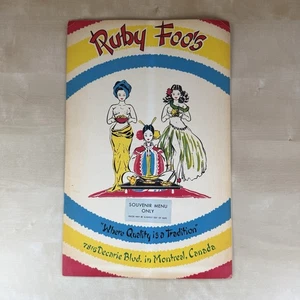 Ruby Foo's
SOUVENIR MENU
ONLY
"Where Quality is a Tradition"
7815 Decarie Blvd. in Montreal, Canada